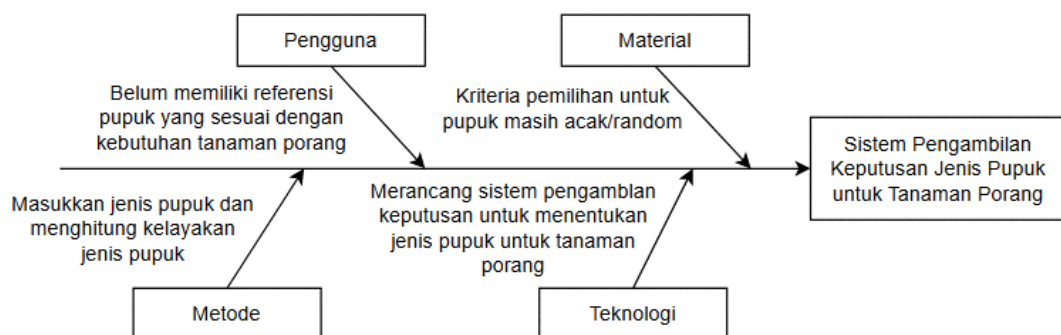 Pengguna
Material
Belum memiliki referensi
pupuk yang sesuai dengan
kebutuhan tanaman porang
Kriteria pemilihan untuk
pupuk masih acak/random
Sistem Pengambilan
Keputusan Jenis Pupuk
untuk Tanaman Porang
Masukkan jenis pupuk dan
menghitung kelayakan
jenis pupuk
Merancang sistem pengamblan
keputusan untuk menentukan
jenis pupuk untuk tanaman
porang
Metode
Teknologi